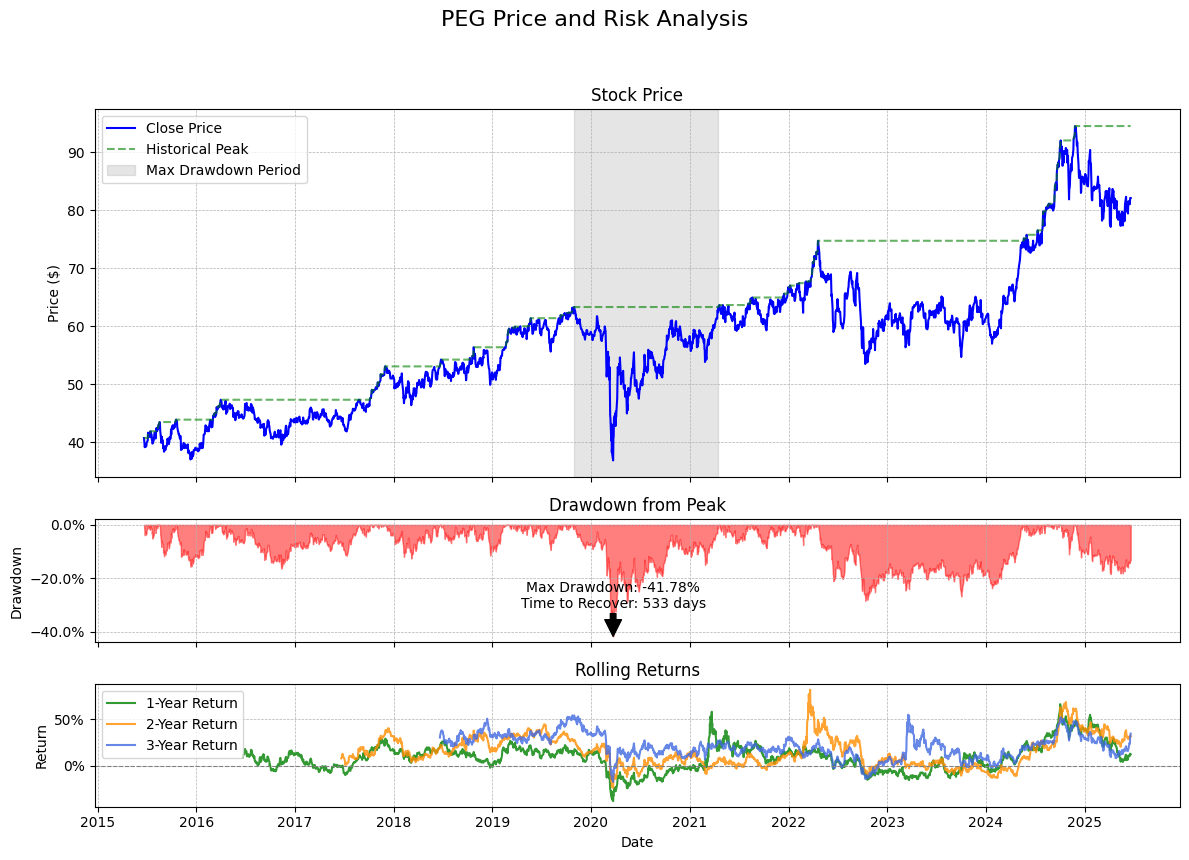 PEG Price and Risk Analysis
Stock Price
Close Price
Historical Peak
Max Drawdown Period
Price ($)
90
80
70
60
50
40
Drawdown from Peak
Drawdown
0.0%
−20.0%
−40.0%
Max Drawdown: -41.78%
Time to Recover: 533 days
Rolling Returns
1-Year Return
2-Year Return
3-Year Return
Return
50%
0%
2015 2016 2017 2018 2019 2020 2021 2022 2023 2024 2025
Date